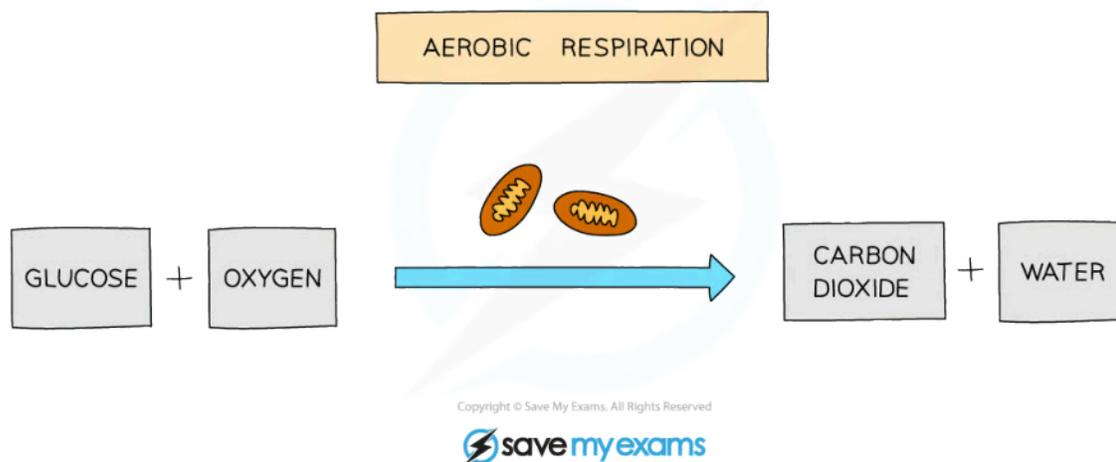 AEROBIC RESPIRATION
GLUCOSE + OXYGEN CARBON DIOXIDE + WATER
Copyright © Save My Exams. All Rights Reserved
save my exams